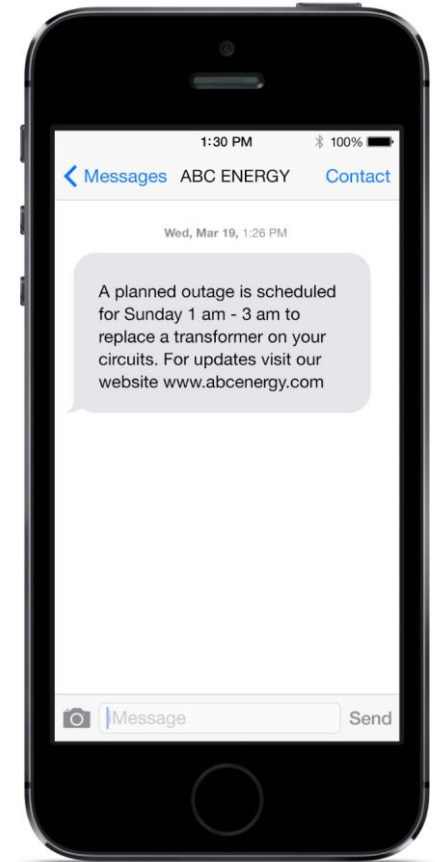 1:30 PM 100%
Messages ABC ENERGY Contact
Wed, Mar 19, 1:26 PM
A planned outage is scheduled
for Sunday 1 am - 3 am to
replace a transformer on your
circuits. For updates visit our
website www.abcenergy.com
iMessage Send